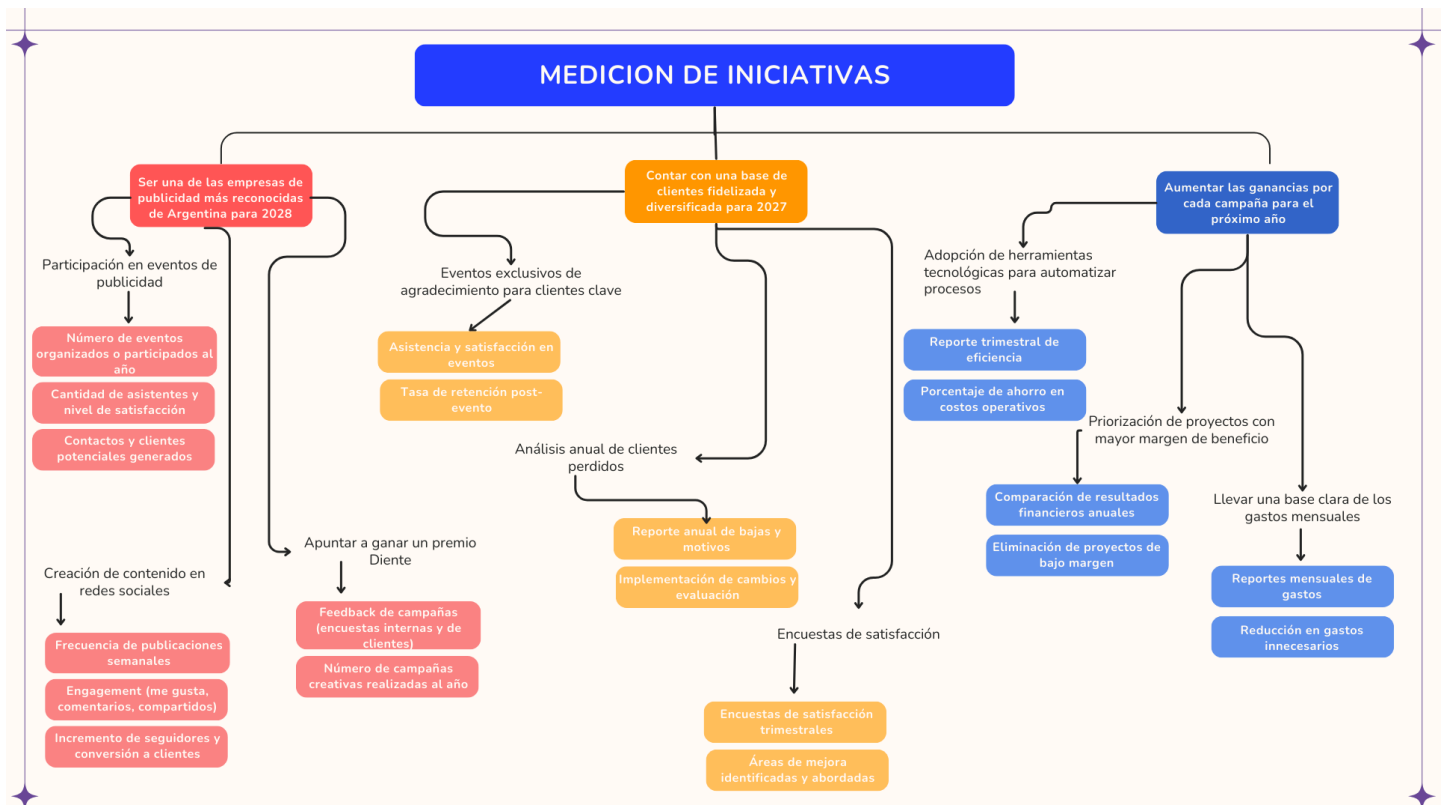 MEDICION DE INICIATIVAS
Ser una de las empresas de
publicidad más reconocidas
de Argentina para 2028
Participación en eventos de
publicidad
Número de eventos
organizados o participados al
año
Cantidad de asistentes y
nivel de satisfacción
Contactos y clientes
potenciales generados
Creación de contenido en
redes sociales
Frecuencia de publicaciones
semanales
Engagement (me gusta,
comentarios, compartidos)
Incremento de seguidores y
conversión a clientes
Apuntar a ganar un premio
Diente
Feedback de campañas
(encuestas internas y de
clientes)
Número de campañas
creativas realizadas al año
Contar con una base de
clientes fidelizada y
diversificada para 2027
Eventos exclusivos de
agradecimiento para clientes clave
Asistencia y satisfacción en
eventos
Tasa de retención post-
evento
Análisis anual de clientes
perdidos
Reporte anual de bajas y
motivos
Implementación de cambios y
evaluación
Encuestas de satisfacción
Encuestas de satisfacción
trimestrales
Áreas de mejora
identificadas y abordadas
Aumentar las ganancias por
cada campaña para el
próximo año
Adopción de herramientas
tecnológicas para automatizar
procesos
Reporte trimestral de
eficiencia
Porcentaje de ahorro en
costos operativos
Priorización de proyectos con
mayor margen de beneficio
Comparación de resultados
financieros anuales
Eliminación de proyectos de
bajo margen
Llevar una base clara de los
gastos mensuales
Reportes mensuales de
gastos
Reducción en gastos
innecesarios